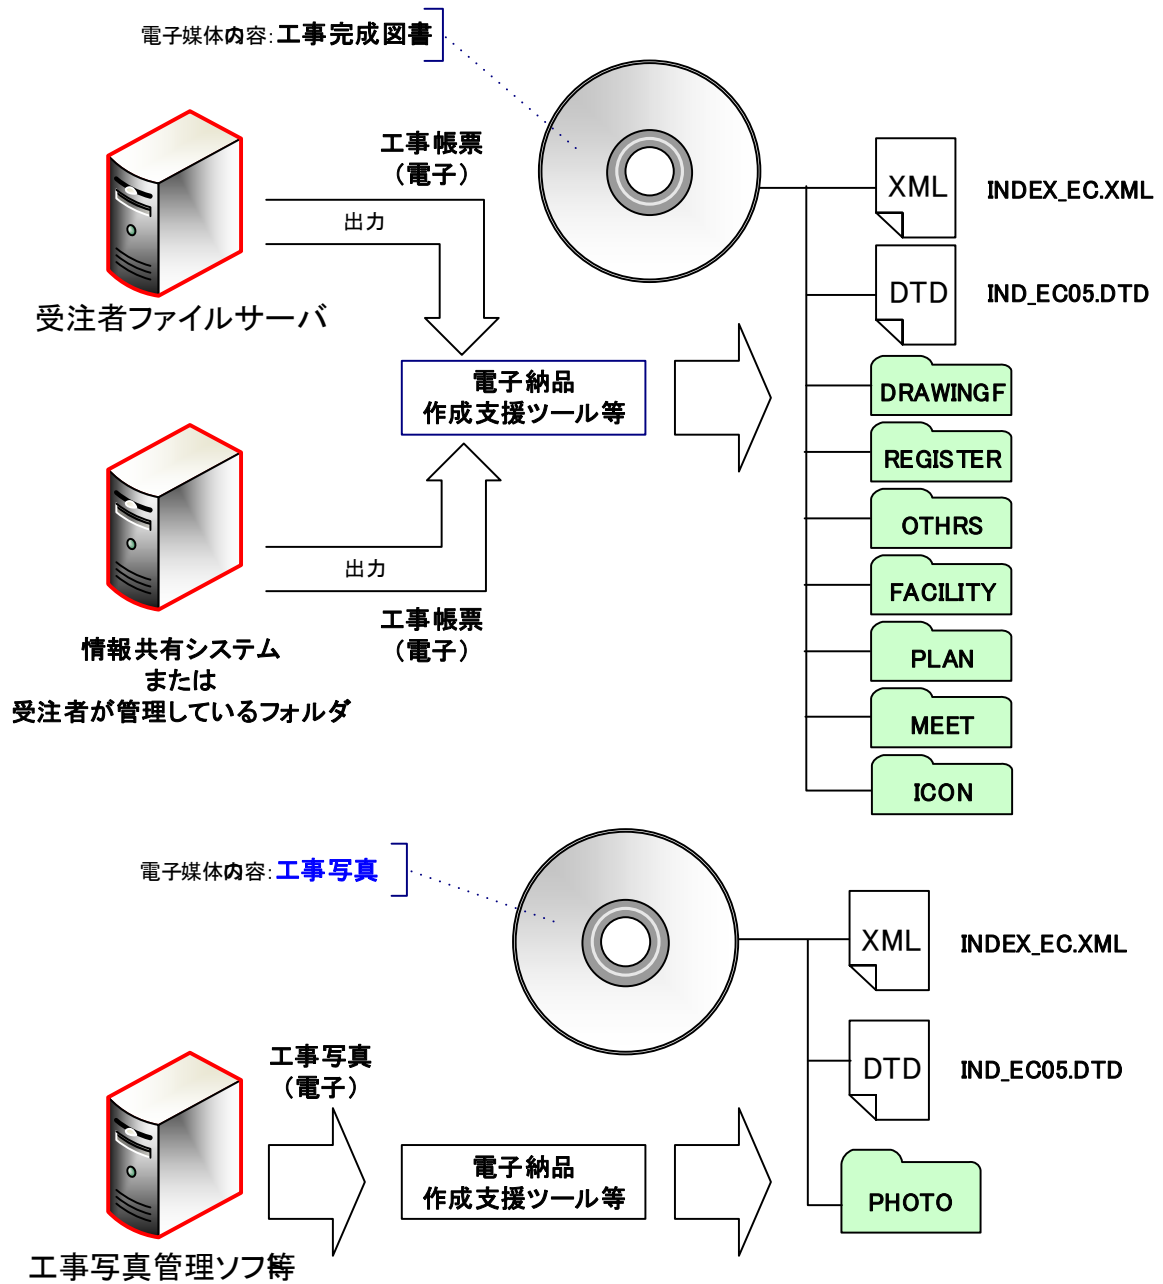 電子媒体内容:工事完成図書
工事帳票
（電子）
出力
受注者ファイルサーバ
電子納品
作成支援ツール等
出力
工事帳票
（電子）
情報共有システム
または
受注者が管理しているフォルダ
XML
INDEX_EC.XML
DTD
IND_EC05.DTD
DRAWINGF
REGISTER
OTHRS
FACILITY
PLAN
MEET
ICON
電子媒体内容:工事写真
工事写真
（電子）
電子納品
作成支援ツール等
工事写真管理ソフト等
XML
INDEX_EC.XML
DTD
IND_EC05.DTD
PHOTO